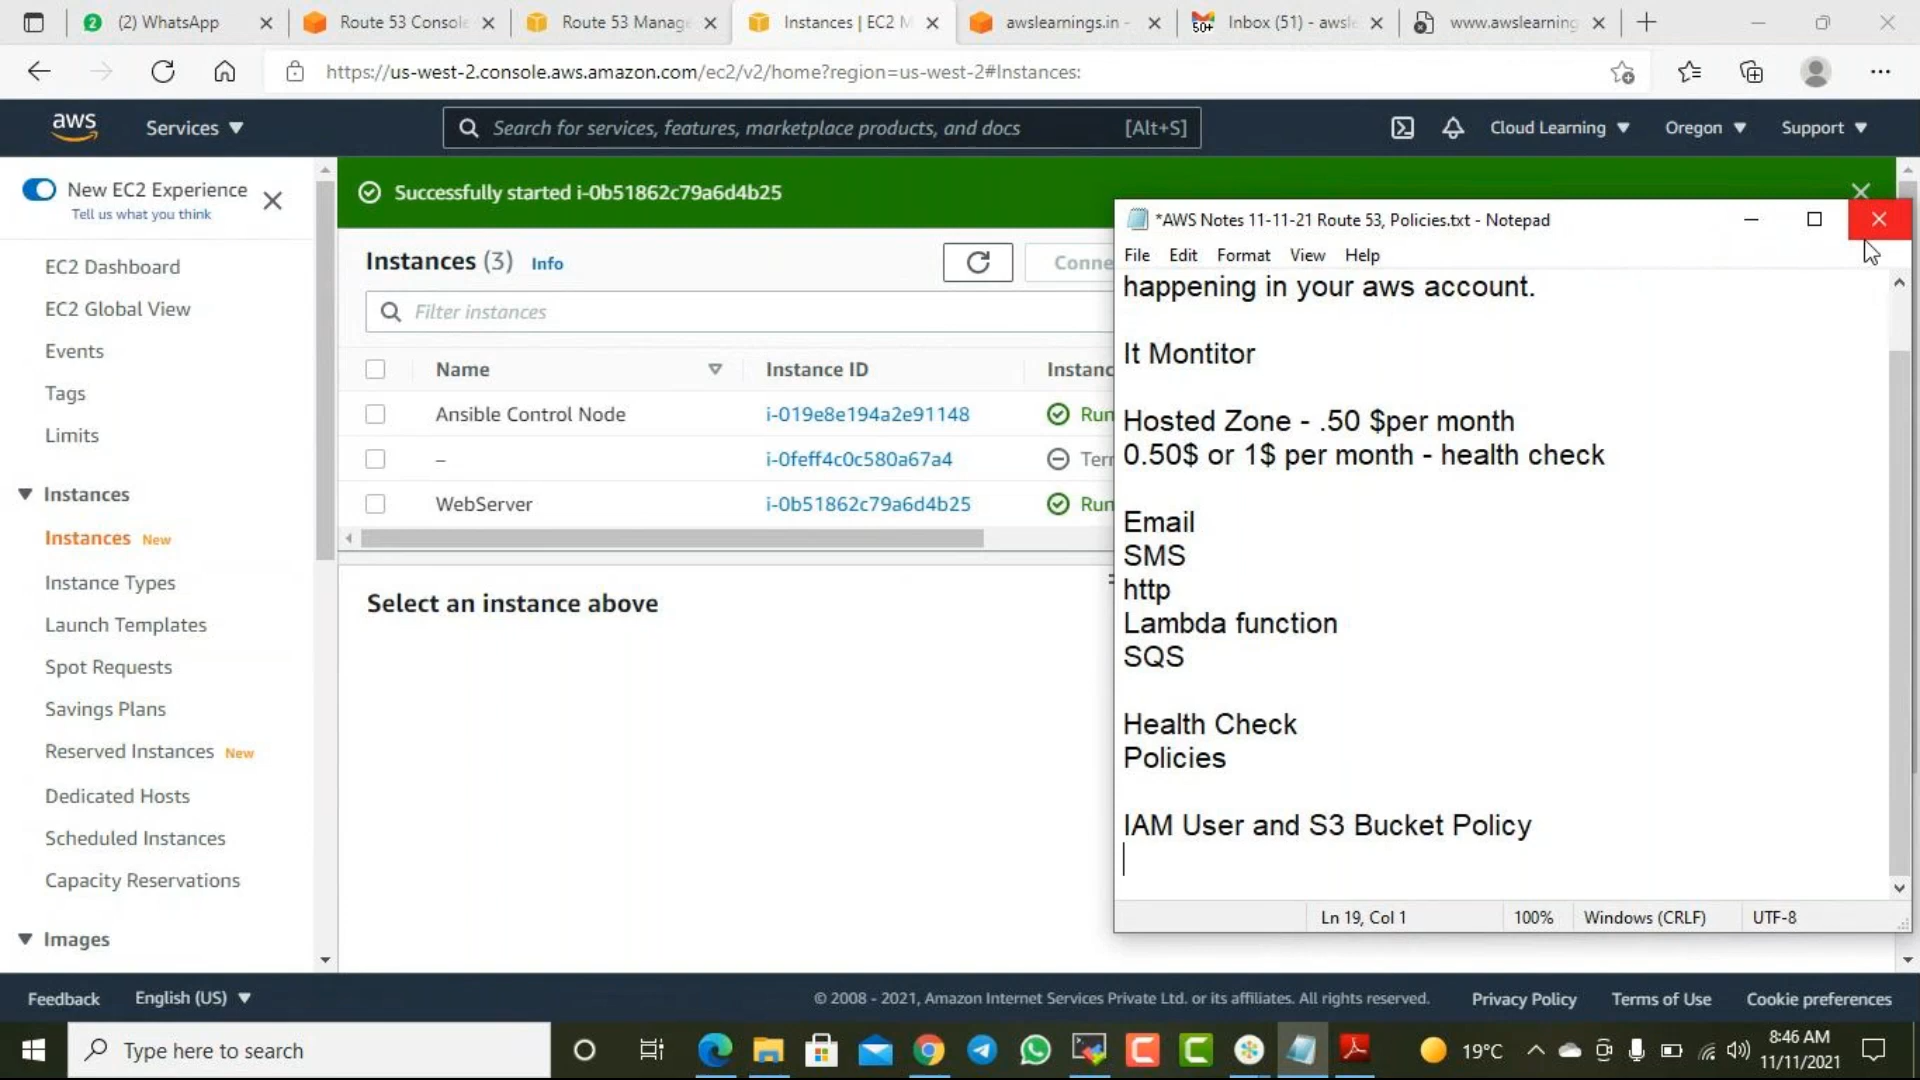 (2) WhatsApp
Route 53 Console
Route 53 Manage
Instances | EC2 M
awslearnings.in -
50+
Inbox (51) - awsle
www.awslearning
https://us-west-2.console.aws.amazon.com/ec2/v2/home?region=us-west-2#Instances:
aws
Services
Search for services, features, marketplace products, and docs
[Alt+S]
Cloud Learning
Oregon
Support
New EC2 Experience
Tell us what you think
EC2 Dashboard
EC2 Global View
Events
Tags
Limits
Instances
Instances New
Instance Types
Launch Templates
Spot Requests
Savings Plans
Reserved Instances New
Dedicated Hosts
Scheduled Instances
Capacity Reservations
Images
Successfully started i-0b51862c79a6d4b25
Instances (3) Info
Conne
Filter instances
Name
Instance ID
Instanc
Ansible Control Node
i-019e8e194a2e91148
Run
–
i-0feff4c0c580a67a4
Terr
WebServer
i-0b51862c79a6d4b25
Run
Select an instance above
*AWS Notes 11-11-21 Route 53, Policies.txt - Notepad
File Edit Format View Help
happening in your aws account.
It Montitor
Hosted Zone - .50 $per month
0.50$ or 1$ per month - health check
Email
SMS
http
Lambda function
SQS
Health Check
Policies
IAM User and S3 Bucket Policy
Ln 19, Col 1
100%
Windows (CRLF)
UTF-8
Feedback
English (US)
© 2008 - 2021, Amazon Internet Services Private Ltd. or its affiliates. All rights reserved.
Privacy Policy
Terms of Use
Cookie preferences
Type here to search
19°C
8:46 AM
11/11/2021